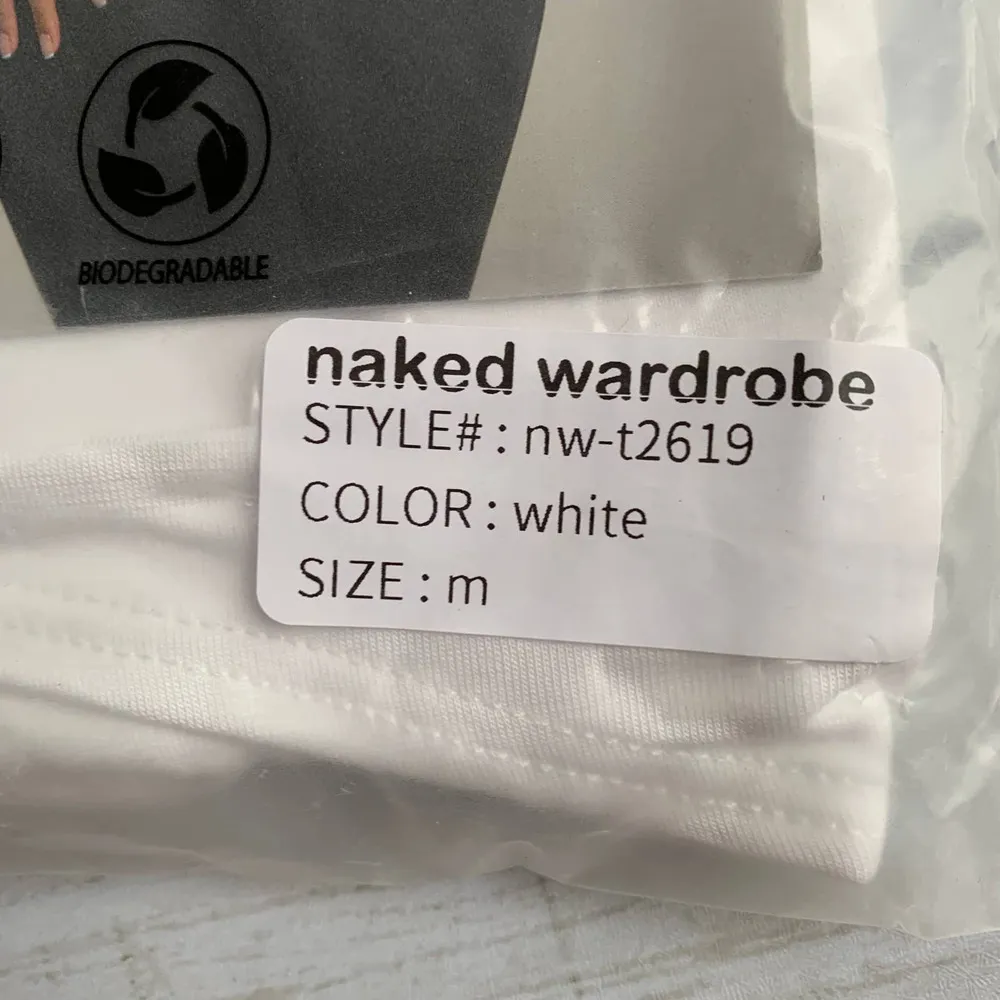 BIODEGRADABLE
naked wardrobe
STYLE# : nw-t2619
COLOR : white
SIZE : m